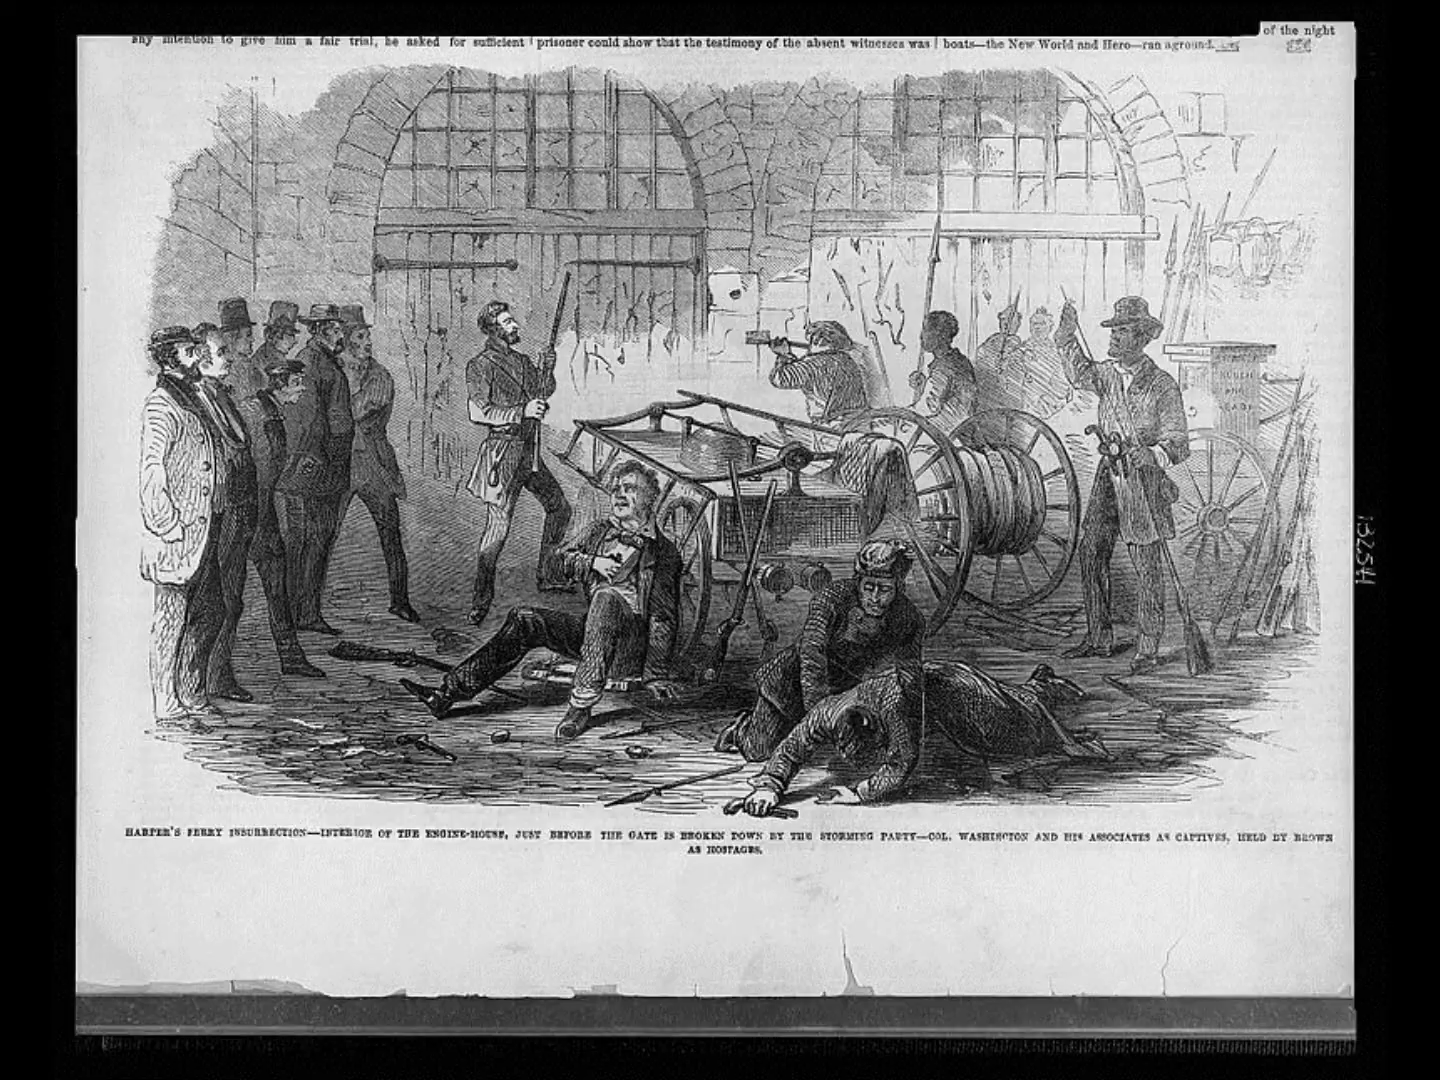 any intention to give him a fair trial, he asked for sufficient
prisoner could show that the testimony of the absent witnesses was
of the night
boats—the New World and Hero—ran aground.
HARPER'S FERRY INSURRECTION—INTERIOR OF THE ENGINE-HOUSE, JUST BEFORE THE GATE IS BROKEN DOWN BY THE STORMING PARTY—COL. WASHINGTON AND HIS ASSOCIATES AS CAPTIVES, HELD BY BROWN
AS HOSTAGES.